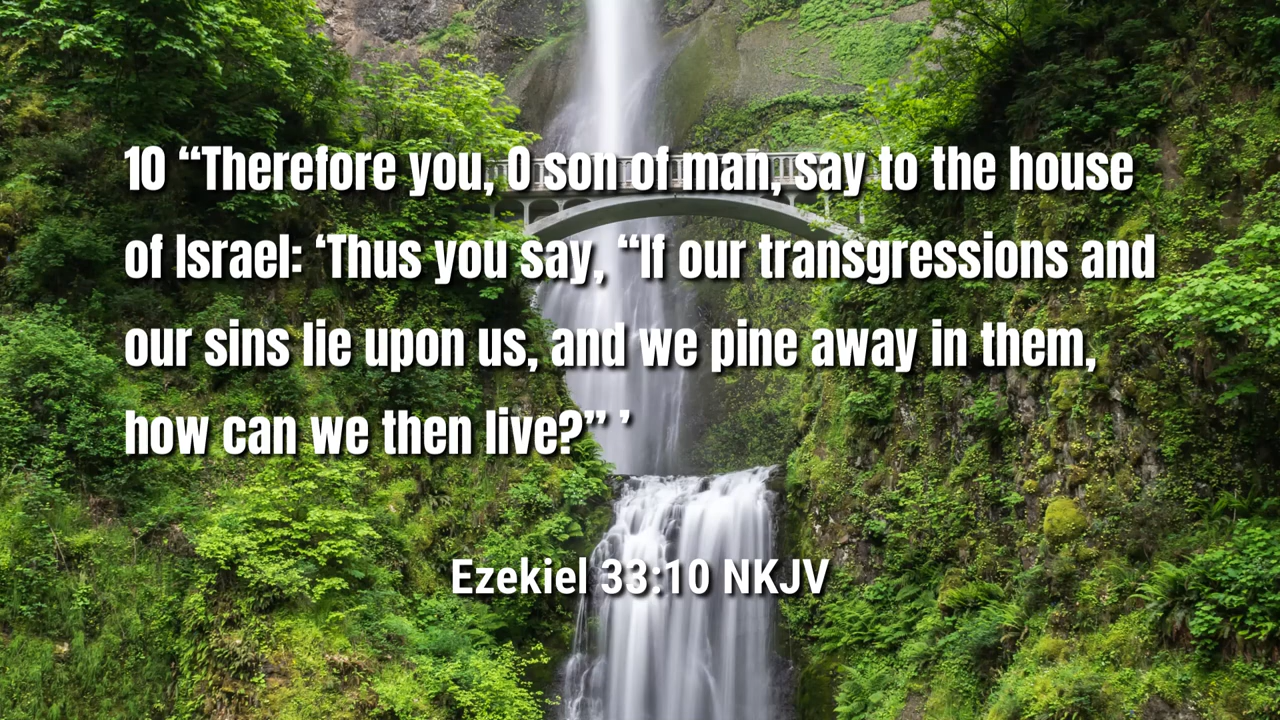 10 “Therefore you, O son of man, say to the house
of Israel: ‘Thus you say, “If our transgressions and
our sins lie upon us, and we pine away in them,
how can we then live?” ’
Ezekiel 33:10 NKJV